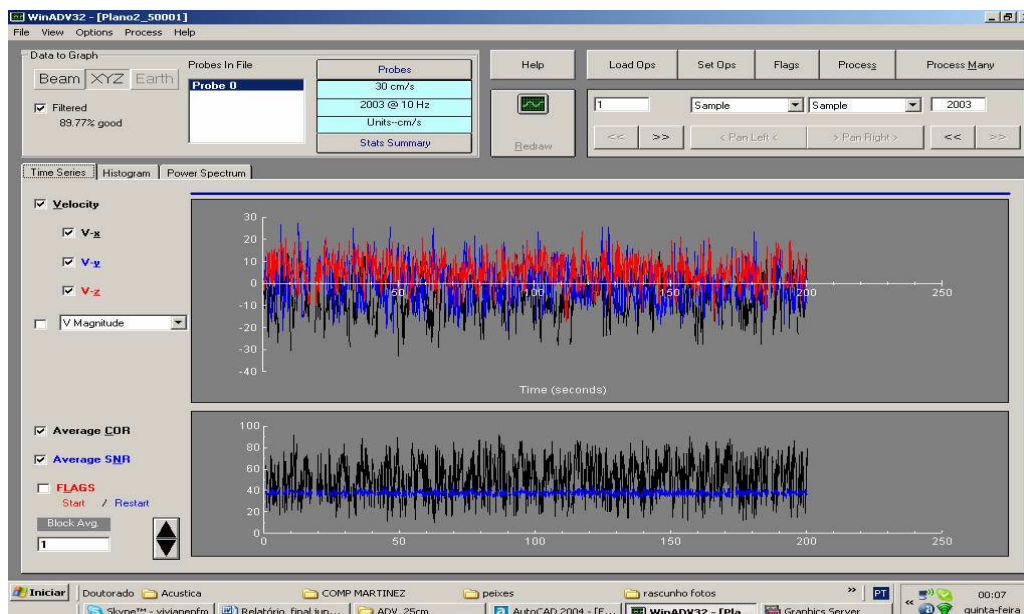 WinADV32 - [Plano2_50001]
File View Options Process Help
Data to Graph
Beam XYZ Earth
Filtered
89.77% good
Probes In File
Probe 0
Probes
30 cm/s
2003 @ 10 Hz
Units--cm/s
Stats Summary
Help
Redraw
Load Ops Set Ops Flags Process Process Many
1 Sample Sample 2003
<< >> < Pan Left < > Pan Right > << >>
Time Series Histogram Power Spectrum
Velocity
V-x
V-y
V-z
V Magnitude
30
20
10
0
-10
-20
-30
-40
50 100 150 200 250
Time (seconds)
Average COR
Average SNR
FLAGS
Start / Restart
Block Avg.
1
100
80
60
40
20
0
0 50 100 150 200 250
Iniciar Doutorado Acustica COMP MARTINEZ peixes rascunho fotos » PT « 00:07
Skype™ - vivianepfm Relatório_final_jun... ADV_25cm AutoCAD 2004 - [F... WinADV32 - [Pla... Graphics Server quinta-feira